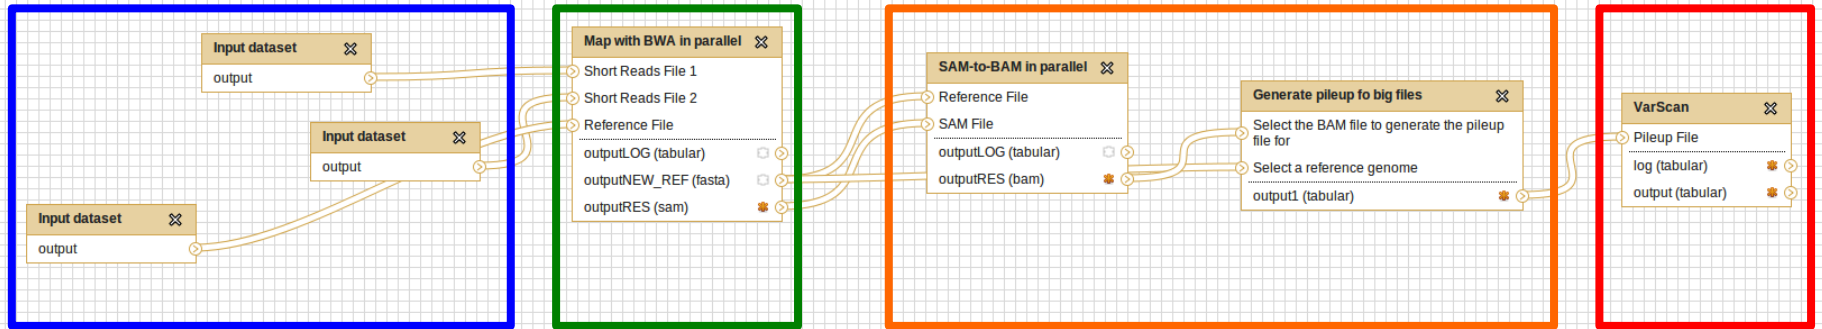 Input dataset
output
Input dataset
output
Input dataset
output
Map with BWA in parallel
Short Reads File 1
Short Reads File 2
Reference File
outputLOG (tabular)
outputNEW_REF (fasta)
outputRES (sam)
SAM-to-BAM in parallel
Reference File
SAM File
outputLOG (tabular)
outputRES (bam)
Generate pileup fo big files
Select the BAM file to generate the pileup
file for
Select a reference genome
output1 (tabular)
VarScan
Pileup File
log (tabular)
output (tabular)